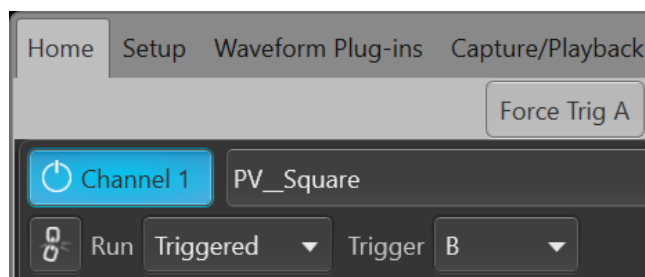 Home Setup Waveform Plug-ins Capture/Playback
Force Trig A
Channel 1 PV__Square
Run Triggered Trigger B